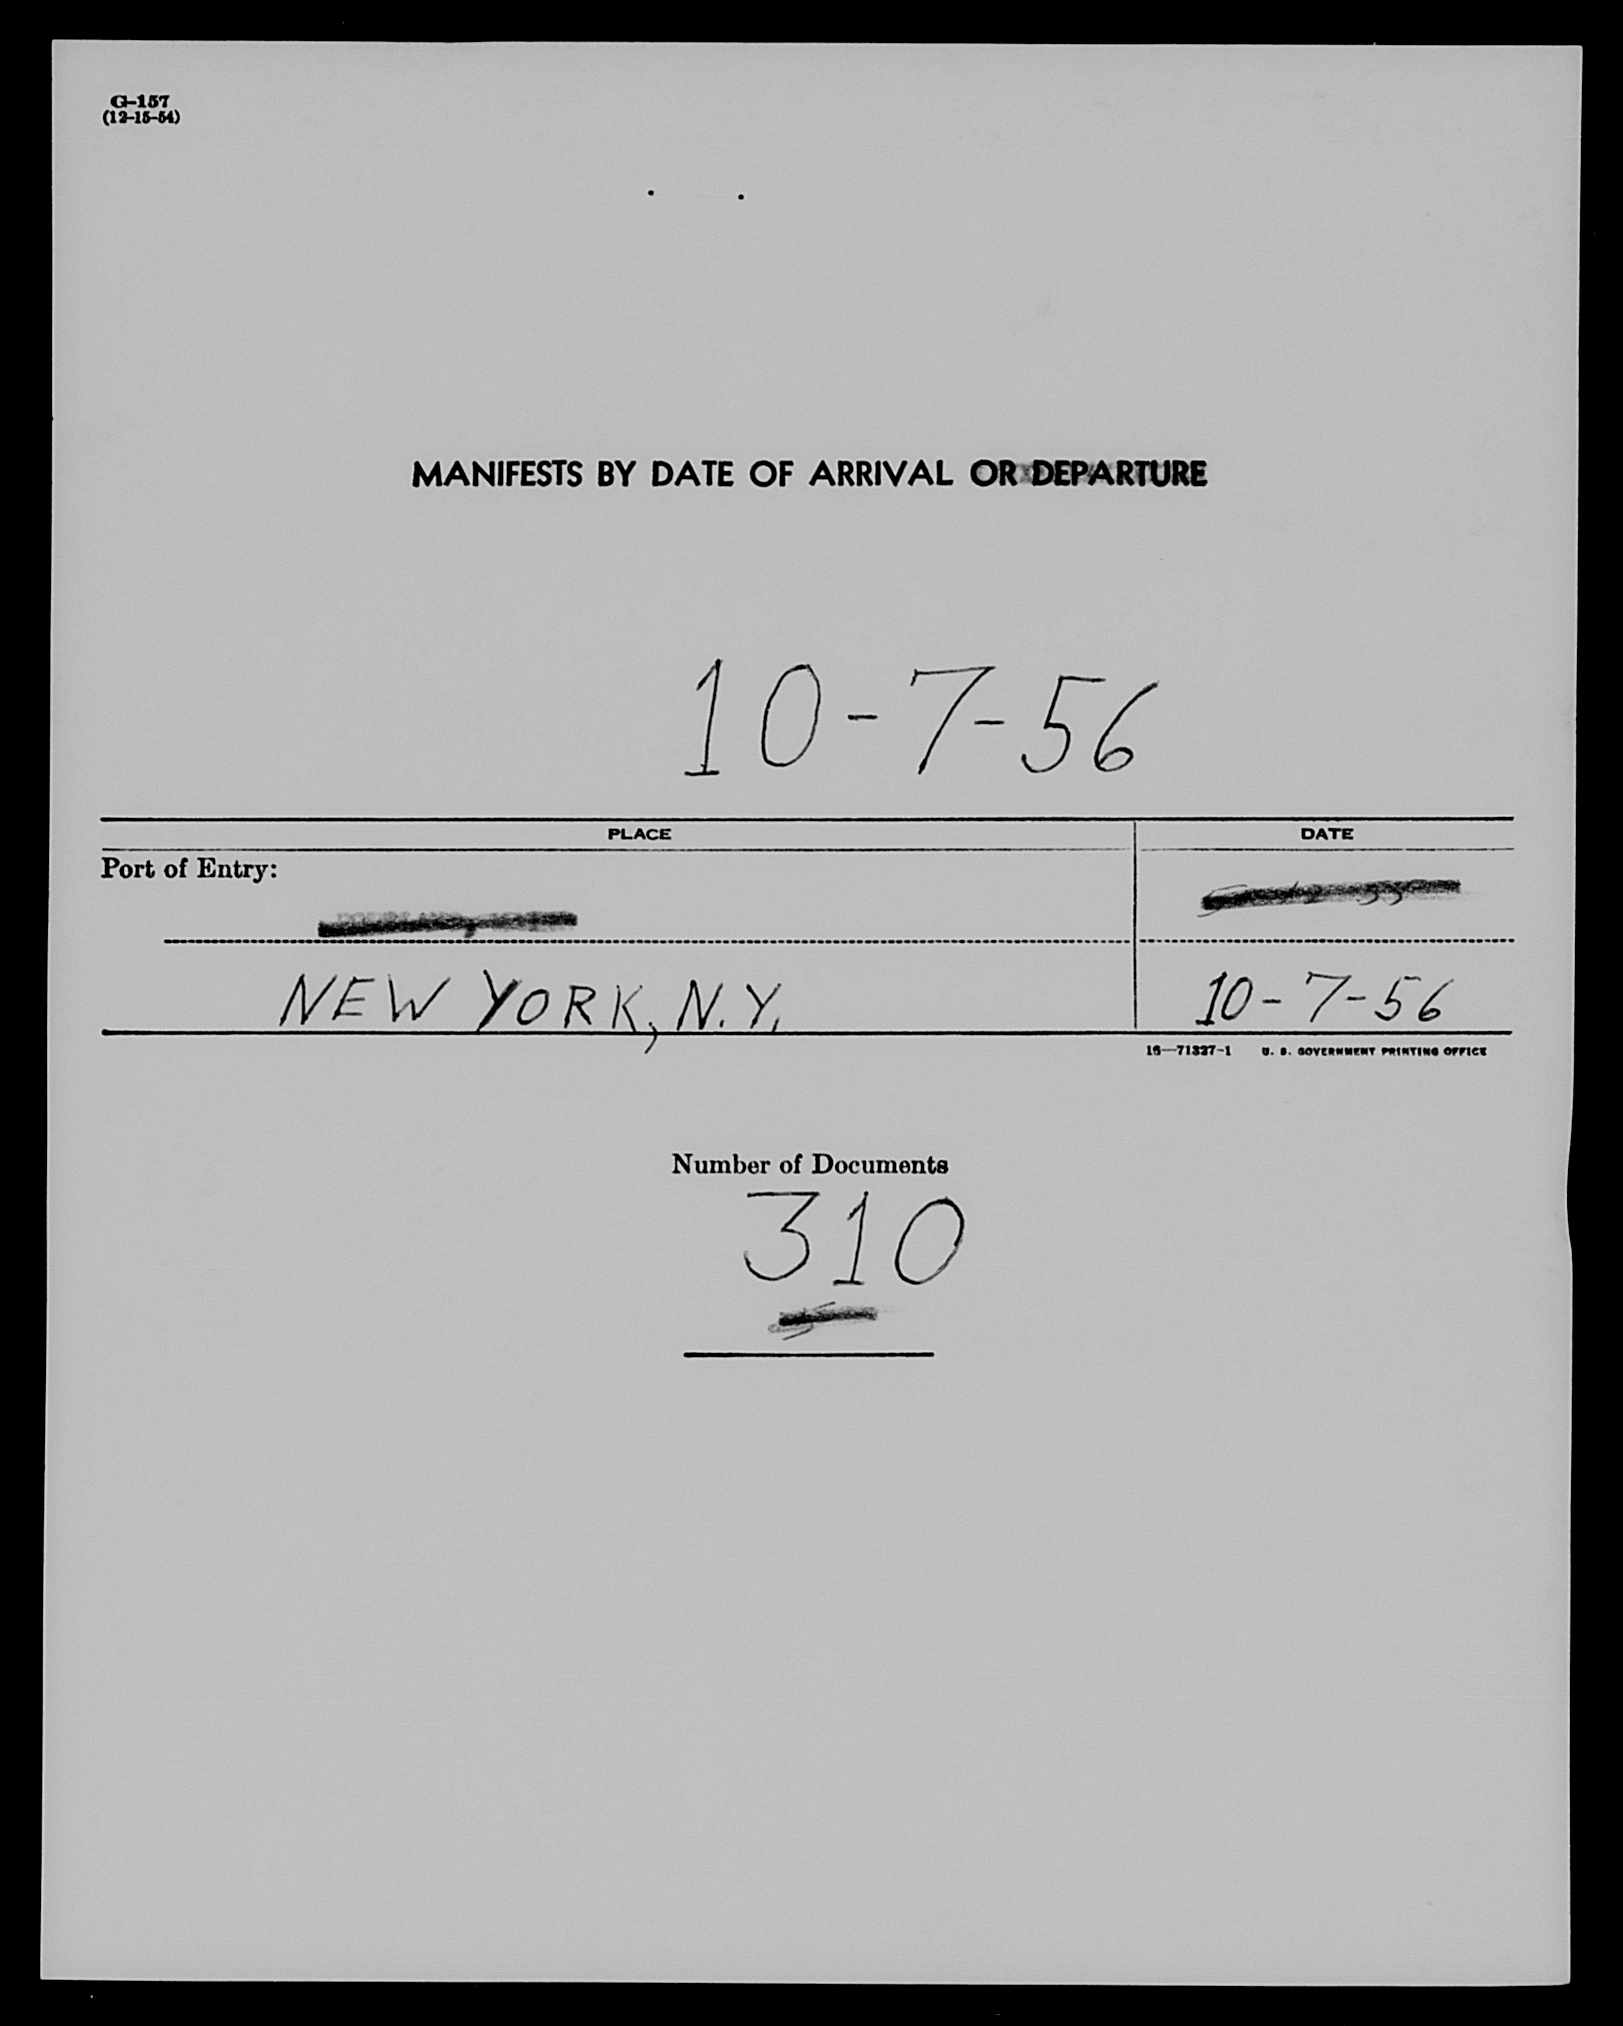 G-157
(12-15-54)
MANIFESTS BY DATE OF ARRIVAL OR DEPARTURE
10-7-56
PLACE DATE
Port of Entry:
NEW YORK, N.Y. 10-7-56
16—71327-1 U. S. GOVERNMENT PRINTING OFFICE
Number of Documents
310